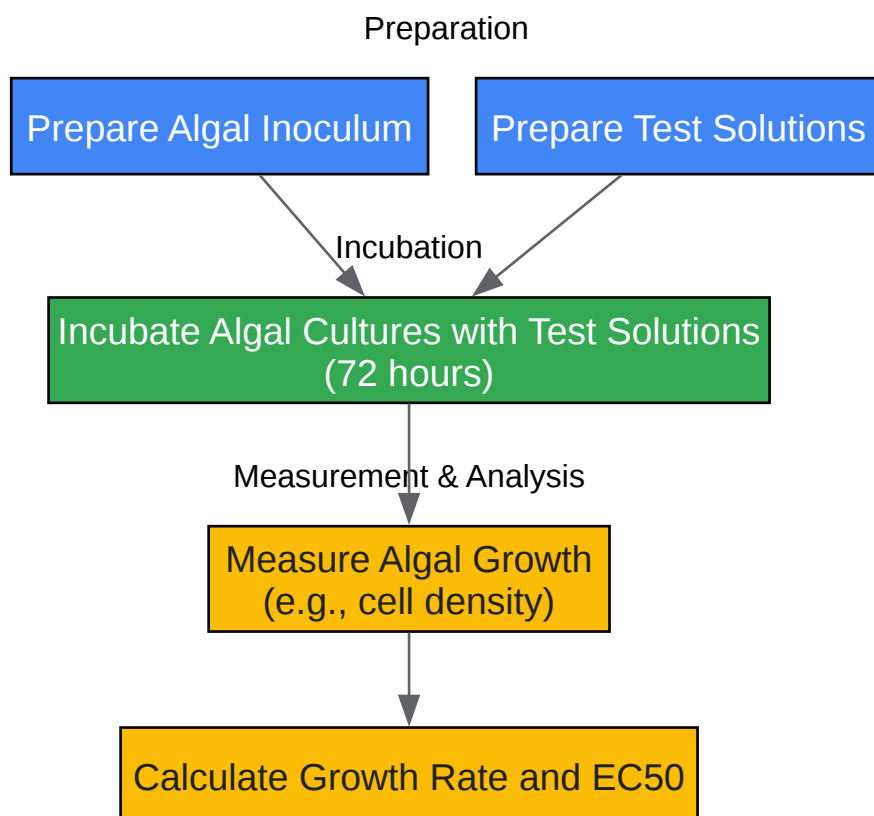 Preparation
Prepare Algal Inoculum
Prepare Test Solutions
Incubation
Incubate Algal Cultures with Test Solutions
(72 hours)
Measurement & Analysis
Measure Algal Growth
(e.g., cell density)
Calculate Growth Rate and EC50